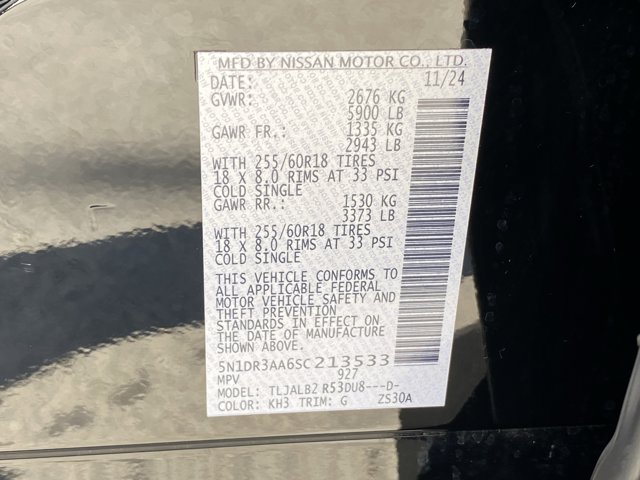 MFD BY NISSAN MOTOR CO., LTD.
DATE: 11/24
GVWR: 2676 KG
5900 LB
GAWR FR.: 1335 KG
2943 LB
WITH 255/60R18 TIRES
18 X 8.0 RIMS AT 33 PSI
COLD SINGLE
GAWR RR.: 1530 KG
3373 LB
WITH 255/60R18 TIRES
18 X 8.0 RIMS AT 33 PSI
COLD SINGLE
THIS VEHICLE CONFORMS TO
ALL APPLICABLE FEDERAL
MOTOR VEHICLE SAFETY AND
THEFT PREVENTION
STANDARDS IN EFFECT ON
THE DATE OF MANUFACTURE
SHOWN ABOVE.
5N1DR3AA6SC213533
MPV 927
MODEL: TLJALB2 R53DU8---D-
COLOR: KH3 TRIM: G ZS30A